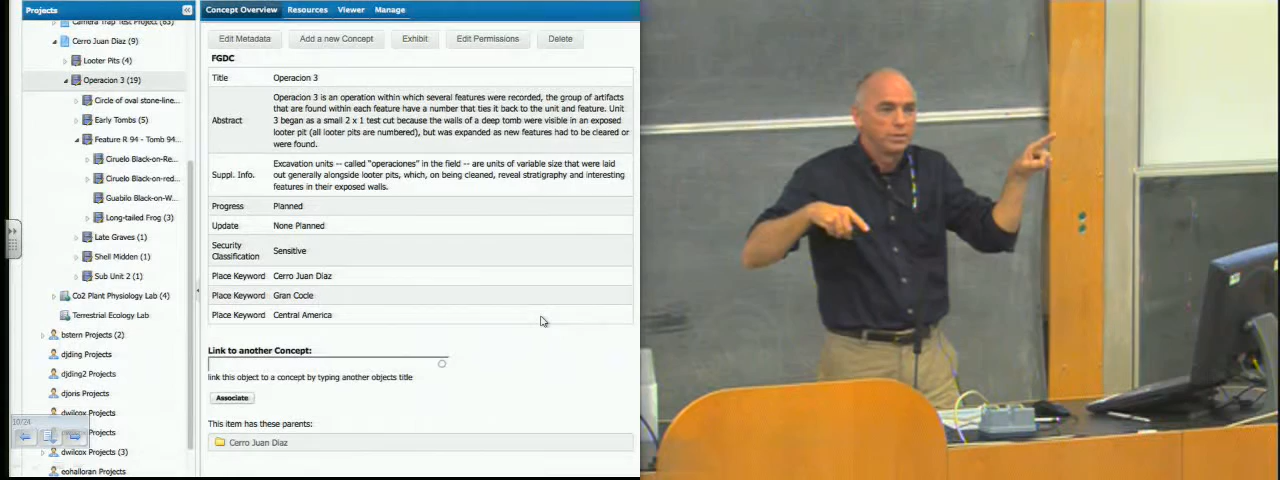 Projects
Camera Trap Test Project (63)
Cerro Juan Diaz (9)
Looter Pits (4)
Operacion 3 (19)
Circle of oval stone-line...
Early Tombs (5)
Feature R 94 - Tomb 94...
Ciruelo Black-on-Re...
Ciruelo Black-on-red...
Guabilo Black-on-W...
Long-tailed Frog (3)
Late Graves (1)
Shell Midden (1)
Sub Unit 2 (1)
Co2 Plant Physiology Lab (4)
Terrestrial Ecology Lab
bstern Projects (2)
djding Projects
djding2 Projects
djoris Projects
dwilcox Projects
10/24
Projects
dwilcox Projects (3)
eohalloran Projects
Concept Overview Resources Viewer Manage
Edit Metadata Add a new Concept Exhibit Edit Permissions Delete
FGDC
Title Operacion 3
Abstract Operacion 3 is an operation within which several features were recorded, the group of artifacts
that are found within each feature have a number that ties it back to the unit and feature. Unit
3 began as a small 2 x 1 test cut because the walls of a deep tomb were visible in an exposed
looter pit (all looter pits are numbered), but was expanded as new features had to be cleared or
were found.
Suppl. Info. Excavation units -- called "operaciones" in the field -- are units of variable size that were laid
out generally alongside looter pits, which, on being cleaned, reveal stratigraphy and interesting
features in their exposed walls.
Progress Planned
Update None Planned
Security
Classification Sensitive
Place Keyword Cerro Juan Diaz
Place Keyword Gran Cocle
Place Keyword Central America
Link to another Concept:
link this object to a concept by typing another objects title
Associate
This item has these parents:
Cerro Juan Diaz